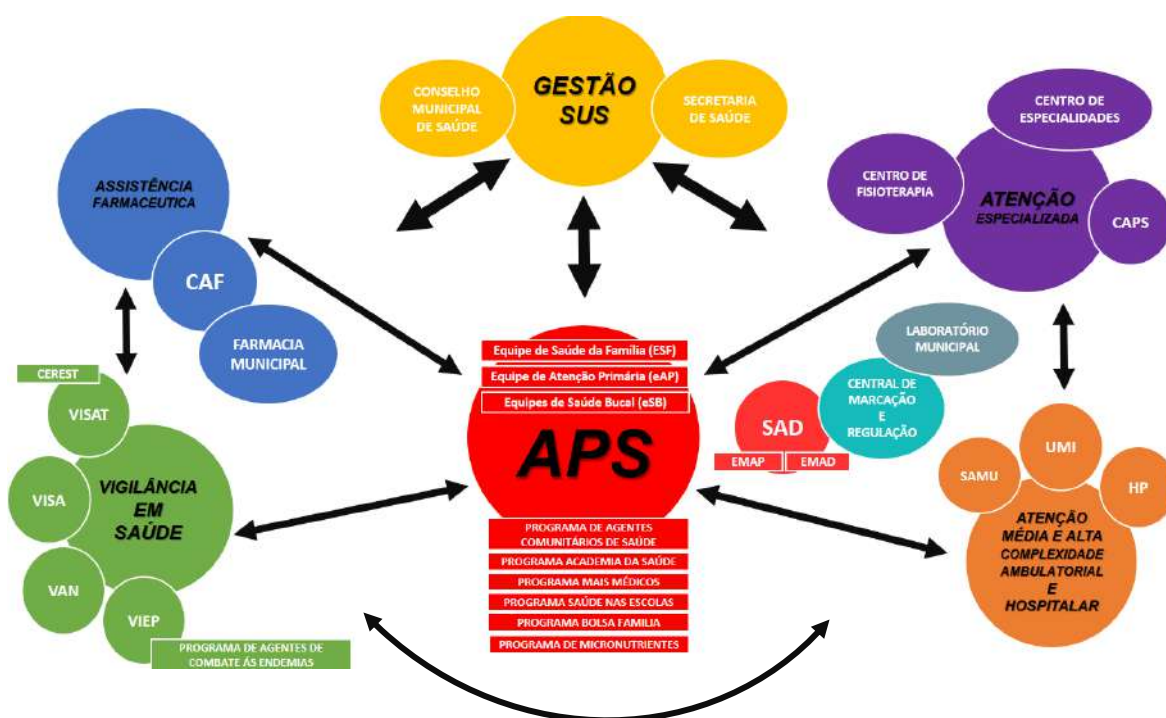 GESTÃO
SUS
CONSELHO
MUNICIPAL
DE SAÚDE
SECRETARIA
DE SAÚDE
ASSISTÊNCIA
FARMACEUTICA
CAF
FARMACIA
MUNICIPAL
CENTRO DE
ESPECIALIDADES
CENTRO DE
FISIOTERAPIA
ATENÇÃO
ESPECIALIZADA
CAPS
LABORATÓRIO
MUNICIPAL
CENTRAL DE
MARCAÇÃO
E
REGULAÇÃO
SAD
EMAP
EMAD
Equipe de Saúde da Família (ESF)
Equipe de Atenção Primária (eAP)
Equipes de Saúde Bucal (eSB)
APS
PROGRAMA DE AGENTES
COMUNITÁRIOS DE SAÚDE
PROGRAMA ACADEMIA DA SAÚDE
PROGRAMA MAIS MÉDICOS
PROGRAMA SAÚDE NAS ESCOLAS
PROGRAMA BOLSA FAMILIA
PROGRAMA DE MICRONUTRIENTES
CEREST
VISAT
VISA
VAN
VIEP
VIGILÂNCIA
EM
SAÚDE
PROGRAMA DE AGENTES DE
COMBATE ÁS ENDEMIAS
SAMU
UMI
HP
ATENÇÃO
MÉDIA E ALTA
COMPLEXIDADE
AMBULATORIAL
E
HOSPITALAR